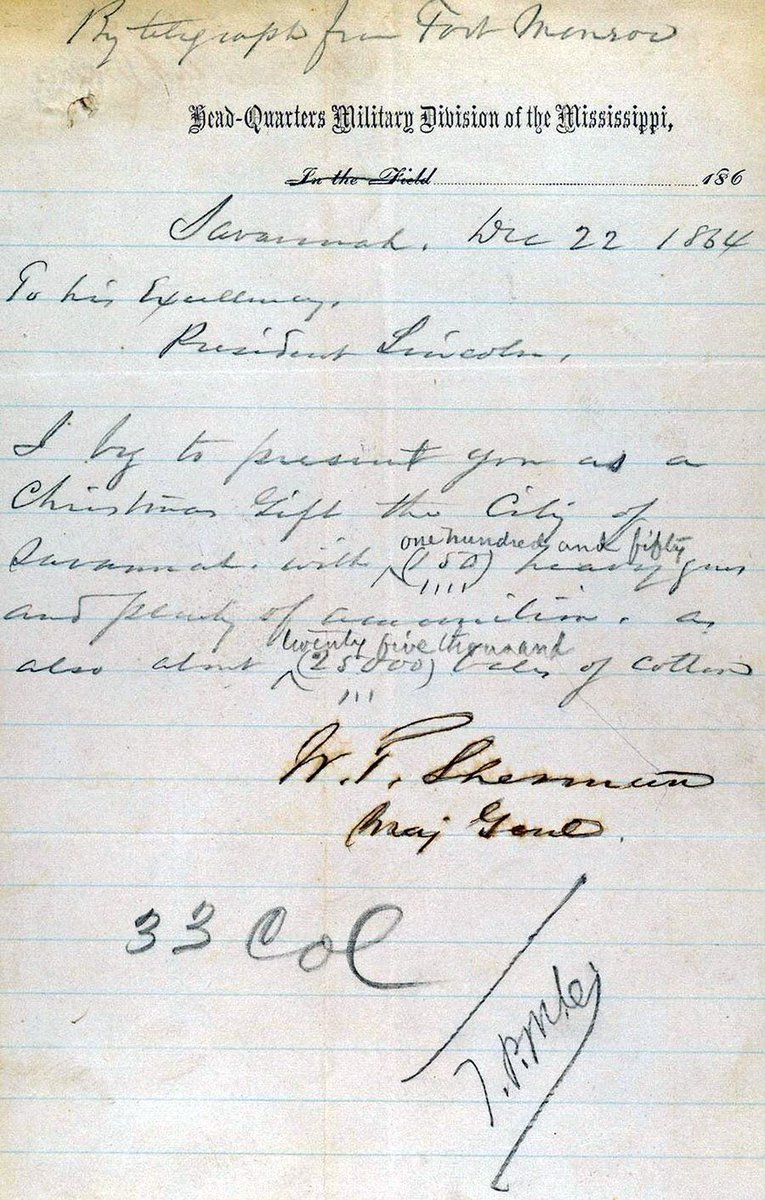 By telegraph from Fort Monroe
Head-Quarters Military Division of the Mississippi,
In the Field 186
Savannah. Dec 22 1864
To his Excellency,
President Lincoln,
I beg to present you as a
Christmas Gift the City of
one hundred and fifty
Savannah. with (150) heavy guns
and plenty of ammunition. as
twenty five thousand
also about (25000) bales of cotton
W. T. Sherman
Maj Genl.
33 Col